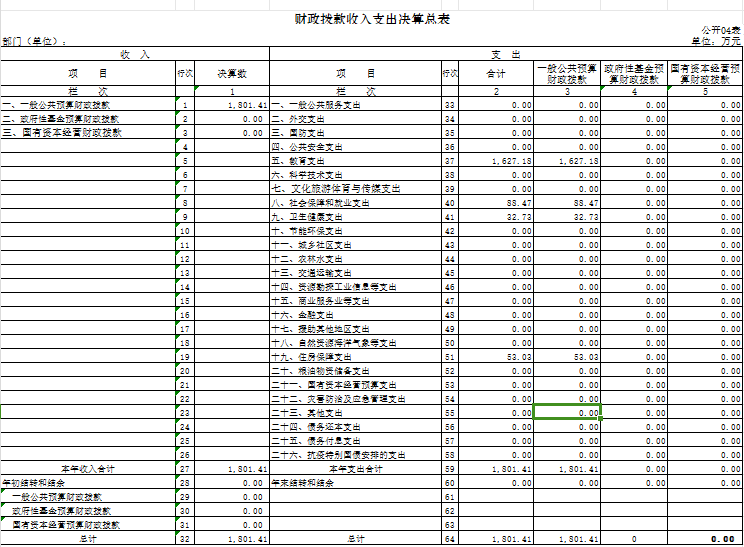 财政拨款收入支出决算总表
公开04表
部门（单位）： 单位：万元
收 入 支 出
项 目 行次 决算数 项 目 行次 合计 一般公共预算财政拨款 政府性基金预算财政拨款 国有资本经营预算财政拨款
栏 次 1 栏 次 2 3 4 5
一、一般公共预算财政拨款 1 1,801.41 一、一般公共服务支出 33 0.00 0.00 0.00 0.00
二、政府性基金预算财政拨款 2 0.00 二、外交支出 34 0.00 0.00 0.00 0.00
三、国有资本经营财政拨款 3 0.00 三、国防支出 35 0.00 0.00 0.00 0.00
4 四、公共安全支出 36 0.00 0.00 0.00 0.00
5 五、教育支出 37 1,627.18 1,627.18 0.00 0.00
6 六、科学技术支出 38 0.00 0.00 0.00 0.00
7 七、文化旅游体育与传媒支出 39 0.00 0.00 0.00 0.00
8 八、社会保障和就业支出 40 88.47 88.47 0.00 0.00
9 九、卫生健康支出 41 32.73 32.73 0.00 0.00
10 十、节能环保支出 42 0.00 0.00 0.00 0.00
11 十一、城乡社区支出 43 0.00 0.00 0.00 0.00
12 十二、农林水支出 44 0.00 0.00 0.00 0.00
13 十三、交通运输支出 45 0.00 0.00 0.00 0.00
14 十四、资源勘探工业信息等支出 46 0.00 0.00 0.00 0.00
15 十五、商业服务业等支出 47 0.00 0.00 0.00 0.00
16 十六、金融支出 48 0.00 0.00 0.00 0.00
17 十七、援助其他地区支出 49 0.00 0.00 0.00 0.00
18 十八、自然资源海洋气象等支出 50 0.00 0.00 0.00 0.00
19 十九、住房保障支出 51 53.03 53.03 0.00 0.00
20 二十、粮油物资储备支出 52 0.00 0.00 0.00 0.00
21 二十一、国有资本经营预算支出 53 0.00 0.00 0.00 0.00
22 二十二、灾害防治及应急管理支出 54 0.00 0.00 0.00 0.00
23 二十三、其他支出 55 0.00 0.00 0.00 0.00
24 二十四、债务还本支出 56 0.00 0.00 0.00 0.00
25 二十五、债务付息支出 57 0.00 0.00 0.00 0.00
26 二十六、抗疫特别国债安排的支出 58 0.00 0.00 0.00 0.00
本年收入合计 27 1,801.41 本年支出合计 59 1,801.41 1,801.41 0.00 0.00
年初结转和结余 28 0.00 年末结转和结余 60 0.00 0.00 0.00 0.00
一般公共预算财政拨款 29 0.00 61
政府性基金预算财政拨款 30 0.00 62
国有资本经营预算财政拨款 31 0.00 63
总计 32 1,801.41 总计 64 1,801.41 1,801.41 0 0.00